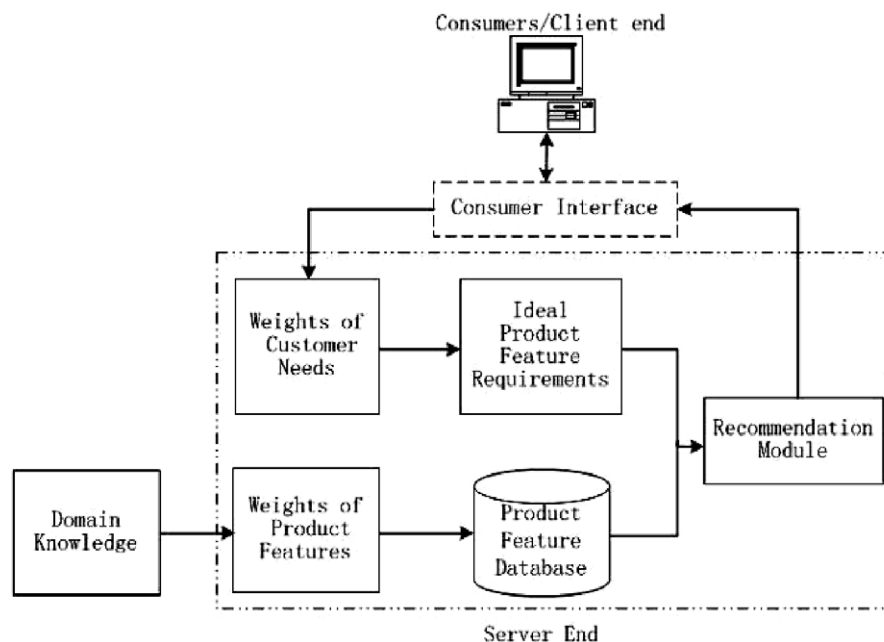 Consumers/Client end
Consumer Interface
Weights of
Customer
Needs
Ideal
Product
Feature
Requirements
Recommendation
Module
Domain
Knowledge
Weights of
Product
Features
Product
Feature
Database
Server End